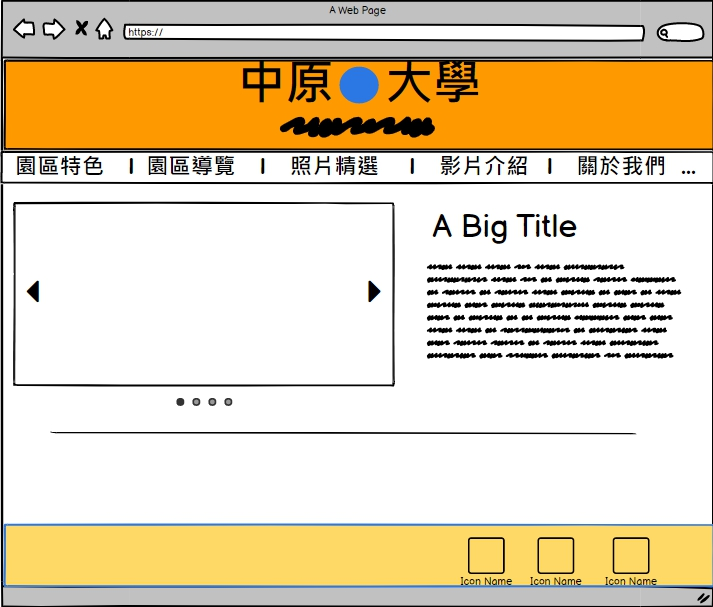 A Web Page
https://
中原 大學
園區特色 | 園區導覽 | 照片精選 | 影片介紹 | 關於我們 ...
A Big Title
Icon Name Icon Name Icon Name